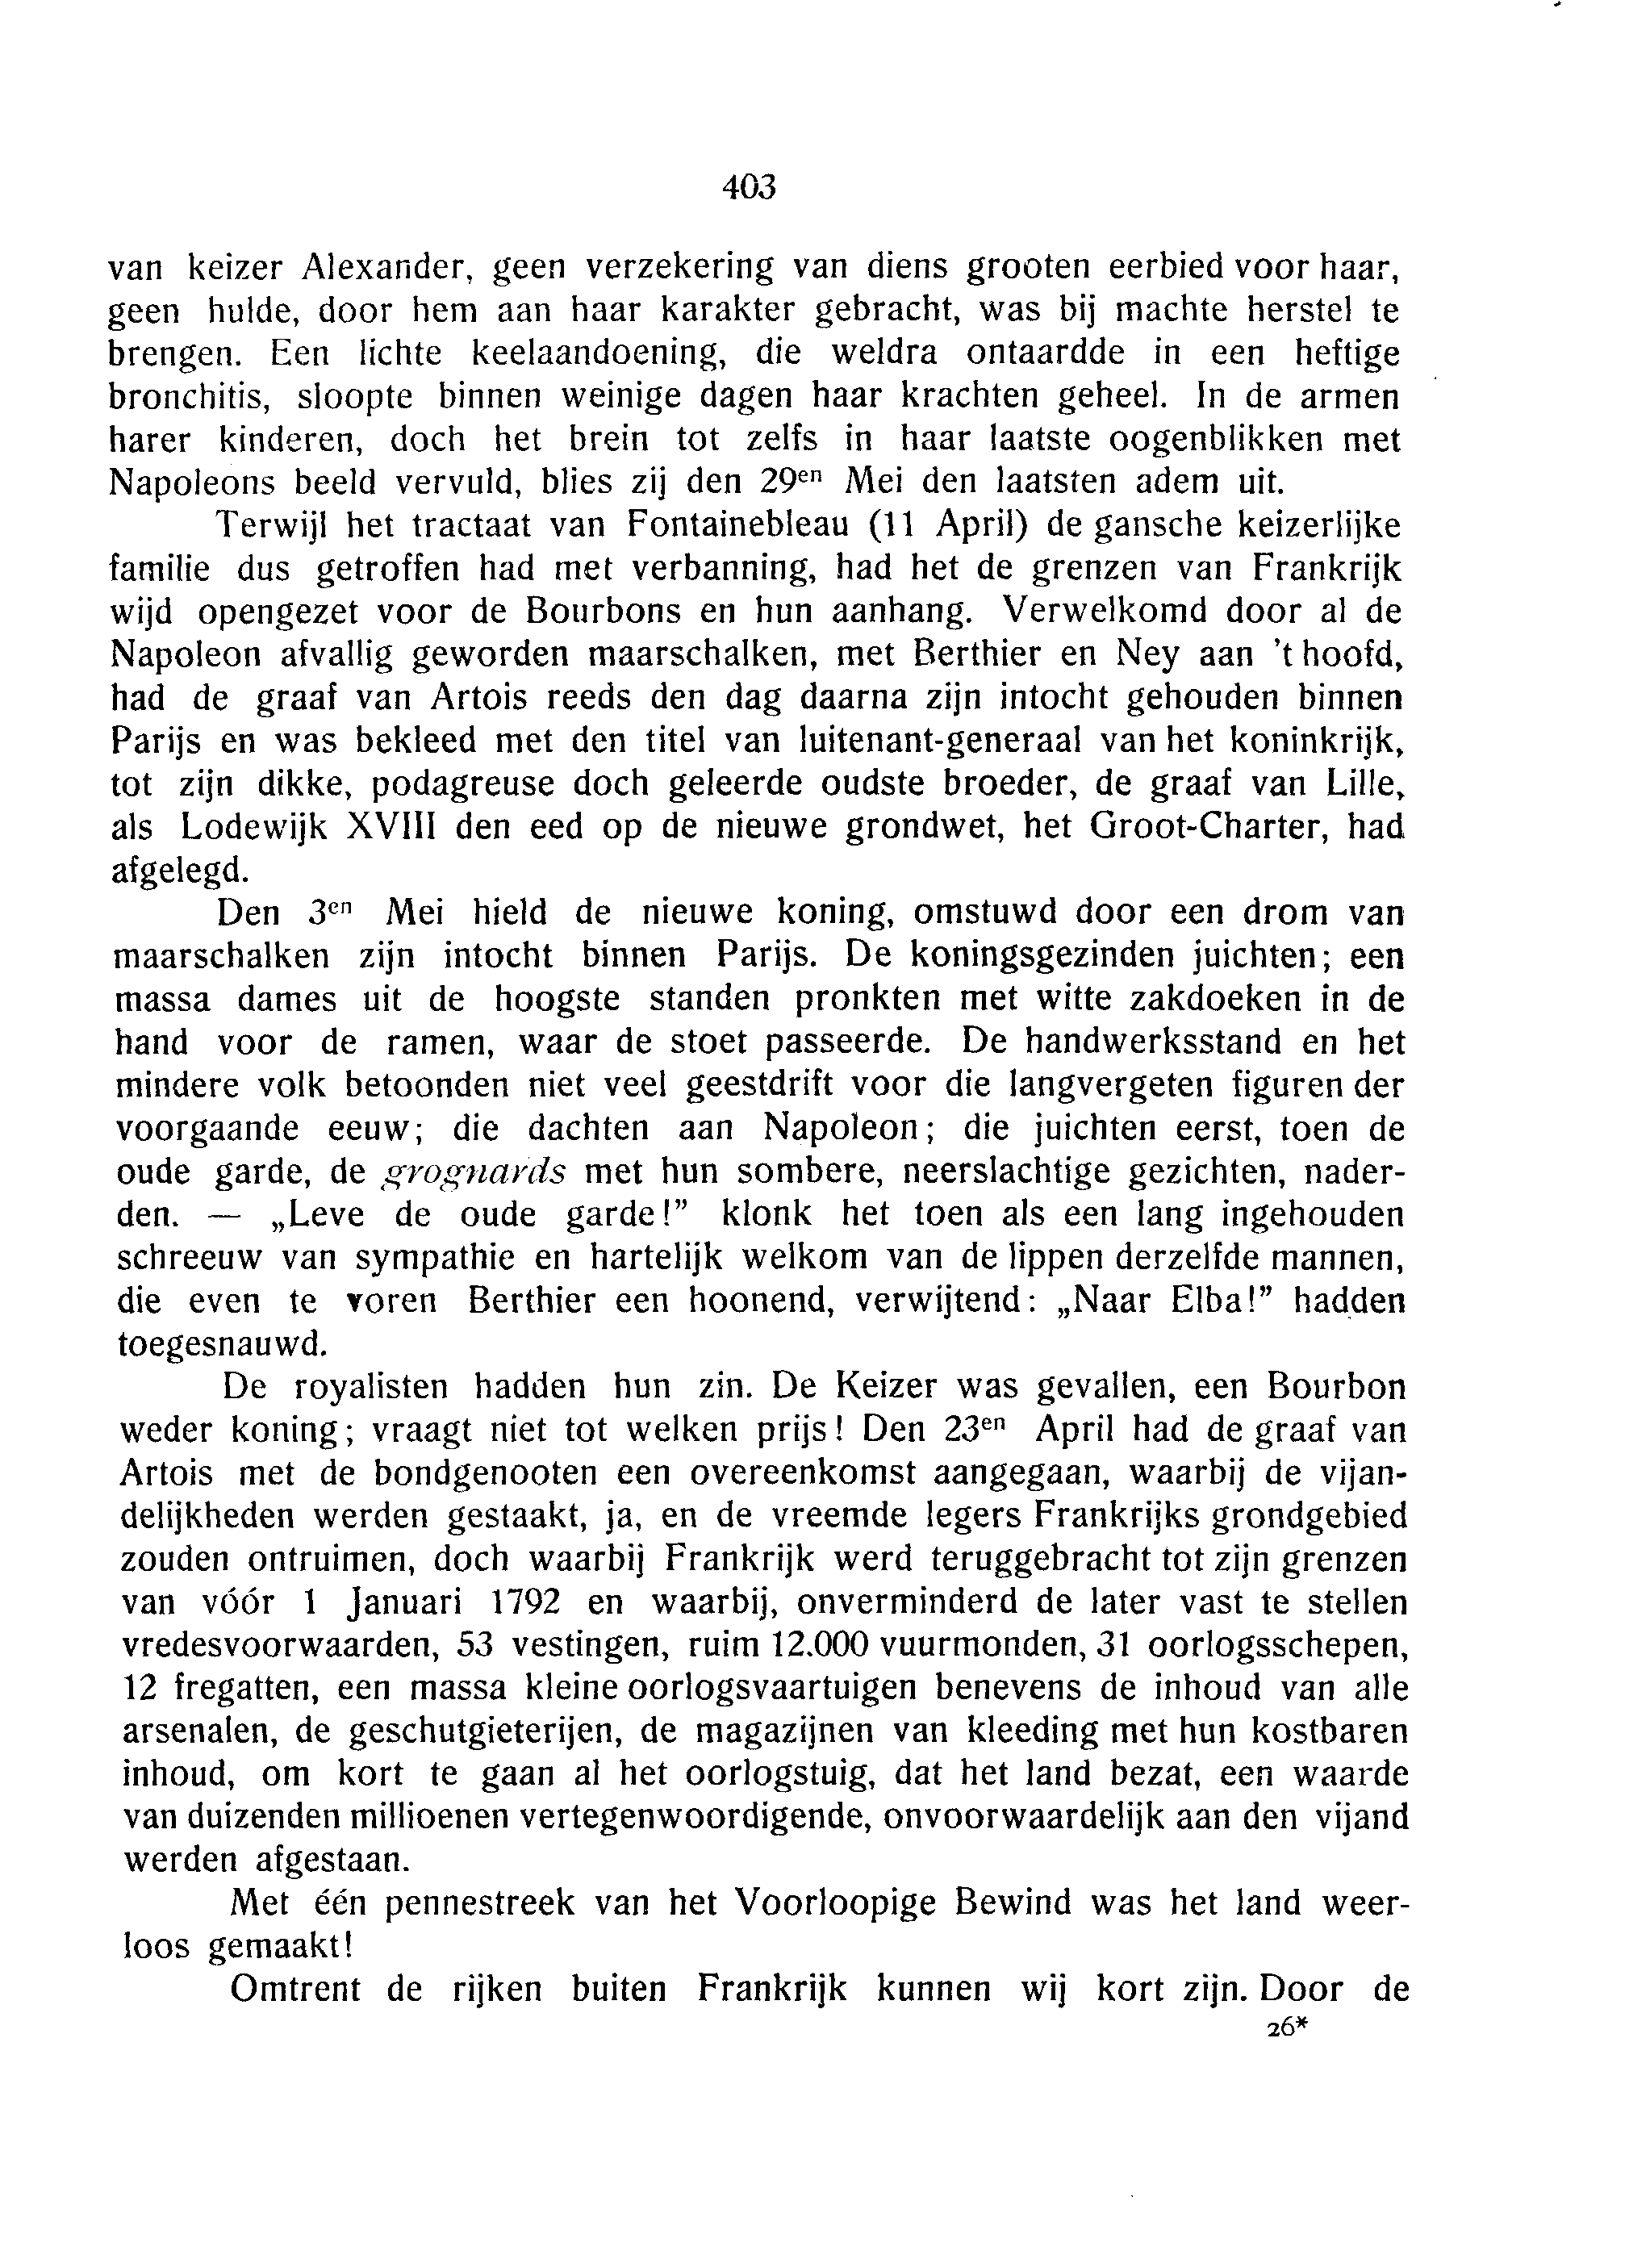 403
van keizer Alexander, geen verzekering van diens grooten eerbied voor haar,
geen hulde, door hem aan haar karakter gebracht, was bij machte herstel te
brengen. Een lichte keelaandoening, die weldra ontaardde in een heftige
bronchitis, sloopte binnen weinige dagen haar krachten geheel. In de armen
harer kinderen, doch het brein tot zelfs in haar laatste oogenblikken met
Napoleons beeld vervuld, blies zij den 29en Mei den laatsten adem uit.
Terwijl het tractaat van Fontainebleau (11 April) de gansche keizerlijke
familie dus getroffen had met verbanning, had het de grenzen van Frankrijk
wijd opengezet voor de Bourbons en hun aanhang. Verwelkomd door al de
Napoleon afvallig geworden maarschalken, met Berthier en Ney aan 't hoofd,
had de graaf van Artois reeds den dag daarna zijn intocht gehouden binnen
Parijs en was bekleed met den titel van luitenant-generaal van het koninkrijk,
tot zijn dikke, podagreuse doch geleerde oudste broeder, de graaf van Lille,
als Lodewijk XVIII den eed op de nieuwe grondwet, het Groot-Charter, had
afgelegd.
Den 3en Mei hield de nieuwe koning, omstuwd door een drom van
maarschalken zijn intocht binnen Parijs. De koningsgezinden juichten; een
massa dames uit de hoogste standen pronkten met witte zakdoeken in de
hand voor de ramen, waar de stoet passeerde. De handwerksstand en het
mindere volk betoonden niet veel geestdrift voor die langvergeten figuren der
voorgaande eeuw; die dachten aan Napoleon; die juichten eerst, toen de
oude garde, de grognards met hun sombere, neerslachtige gezichten, nader-
den. — „Leve de oude garde!” klonk het toen als een lang ingehouden
schreeuw van sympathie en hartelijk welkom van de lippen derzelfde mannen,
die even te voren Berthier een hoonend, verwijtend: „Naar Elba!” hadden
toegesnauwd.
De royalisten hadden hun zin. De Keizer was gevallen, een Bourbon
weder koning; vraagt niet tot welken prijs! Den 23en April had de graaf van
Artois met de bondgenooten een overeenkomst aangegaan, waarbij de vijan-
delijkheden werden gestaakt, ja, en de vreemde legers Frankrijks grondgebied
zouden ontruimen, doch waarbij Frankrijk werd teruggebracht tot zijn grenzen
van vóór 1 Januari 1792 en waarbij, onverminderd de later vast te stellen
vredesvoorwaarden, 53 vestingen, ruim 12.000 vuurmonden, 31 oorlogsschepen,
12 fregatten, een massa kleine oorlogsvaartuigen benevens de inhoud van alle
arsenalen, de geschutgieterijen, de magazijnen van kleeding met hun kostbaren
inhoud, om kort te gaan al het oorlogstuig, dat het land bezat, een waarde
van duizenden millioenen vertegenwoordigende, onvoorwaardelijk aan den vijand
werden afgestaan.
Met één pennestreek van het Voorloopige Bewind was het land weer-
loos gemaakt!
Omtrent de rijken buiten Frankrijk kunnen wij kort zijn. Door de
26*